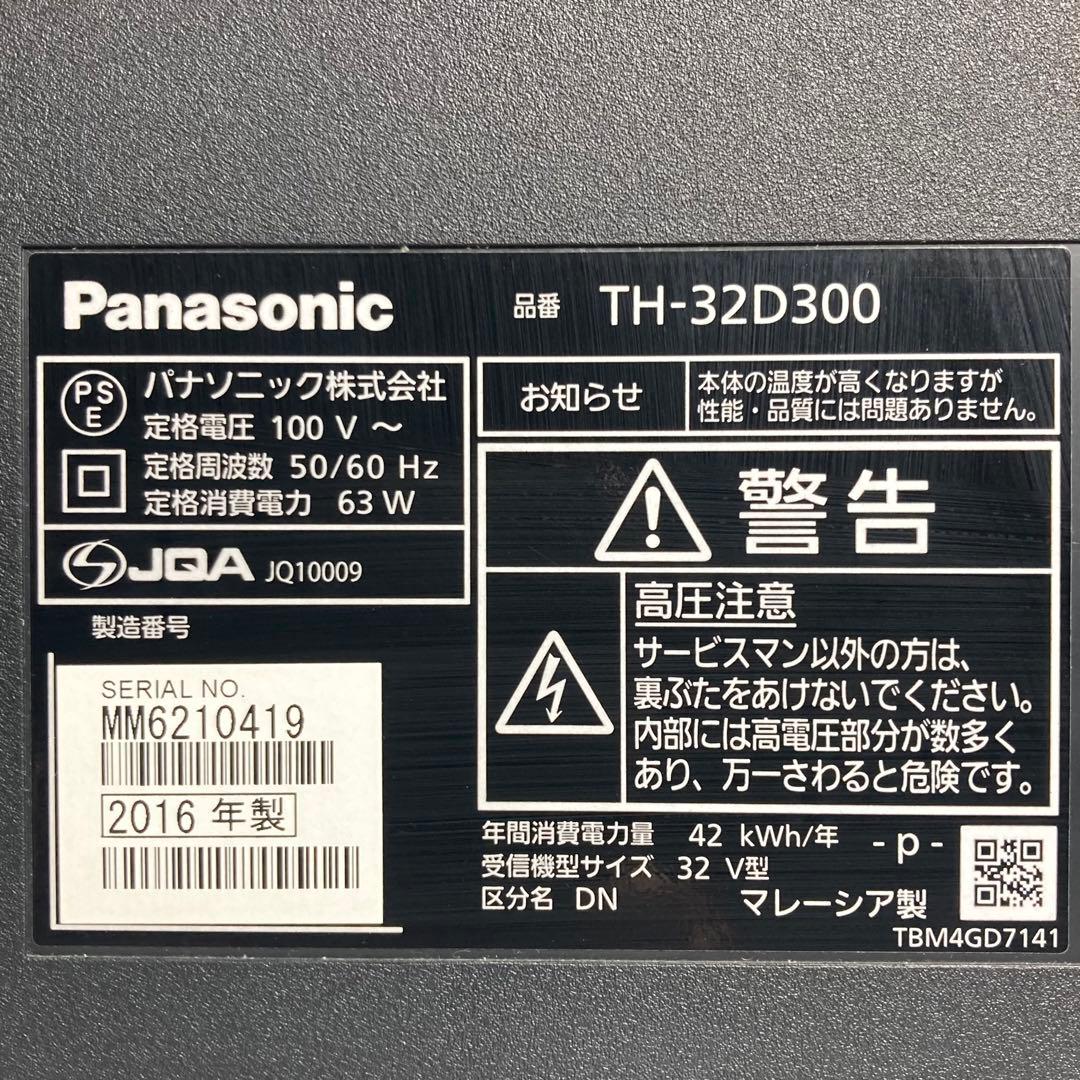 Panasonic
品番 TH-32D300
PS
E
パナソニック株式会社
定格電圧 100 V ～
定格周波数 50/60 Hz
定格消費電力 63 W
JQA JQ10009
製造番号
SERIAL NO.
MM6210419
2016 年製
お知らせ
本体の温度が高くなりますが
性能・品質には問題ありません。
警告
高圧注意
サービスマン以外の方は、
裏ぶたをあけないでください。
内部には高電圧部分が数多く
あり、万一さわると危険です。
年間消費電力量 42 kWh/年
受信機型サイズ 32 V型
区分名 DN
- p -
マレーシア製
TBM4GD7141